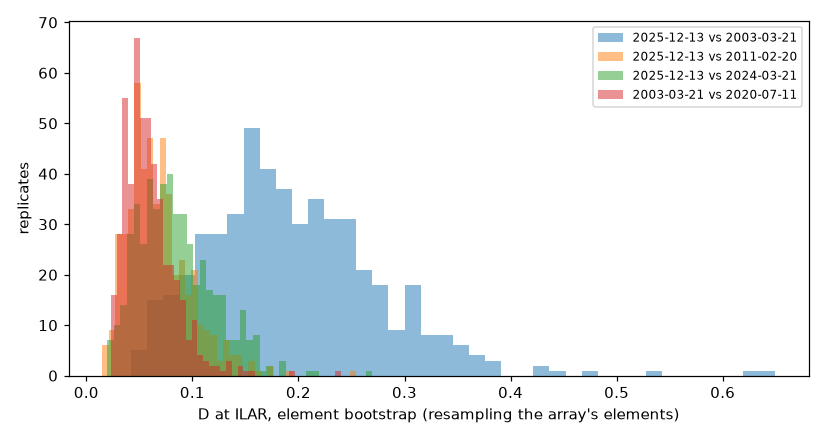 70
60
50
40
30
20
10
0
replicates
0.0 0.1 0.2 0.3 0.4 0.5 0.6
D at ILAR, element bootstrap (resampling the array's elements)
2025-12-13 vs 2003-03-21
2025-12-13 vs 2011-02-20
2025-12-13 vs 2024-03-21
2003-03-21 vs 2020-07-11